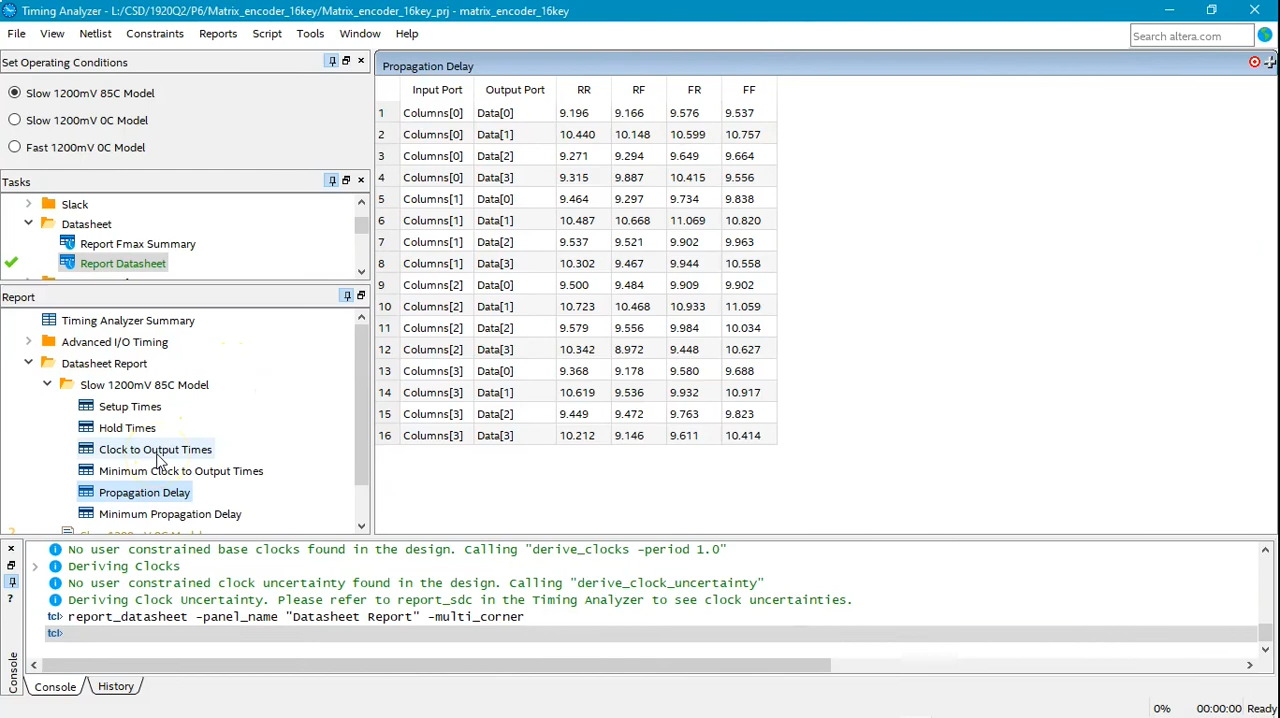 Timing Analyzer - L:/CSD/1920Q2/P6/Matrix_encoder_16key/Matrix_encoder_16key_prj - matrix_encoder_16key
File View Netlist Constraints Reports Script Tools Window Help
Search altera.com
Set Operating Conditions
Slow 1200mV 85C Model
Slow 1200mV 0C Model
Fast 1200mV 0C Model
Tasks
Slack
Datasheet
Report Fmax Summary
Report Datasheet
Report
Timing Analyzer Summary
Advanced I/O Timing
Datasheet Report
Slow 1200mV 85C Model
Setup Times
Hold Times
Clock to Output Times
Minimum Clock to Output Times
Propagation Delay
Minimum Propagation Delay
Propagation Delay
Input Port Output Port RR RF FR FF
1 Columns[0] Data[0] 9.196 9.166 9.576 9.537
2 Columns[0] Data[1] 10.440 10.148 10.599 10.757
3 Columns[0] Data[2] 9.271 9.294 9.649 9.664
4 Columns[0] Data[3] 9.315 9.887 10.415 9.556
5 Columns[1] Data[0] 9.464 9.297 9.734 9.838
6 Columns[1] Data[1] 10.487 10.668 11.069 10.820
7 Columns[1] Data[2] 9.537 9.521 9.902 9.963
8 Columns[1] Data[3] 10.302 9.467 9.944 10.558
9 Columns[2] Data[0] 9.500 9.484 9.909 9.902
10 Columns[2] Data[1] 10.723 10.468 10.933 11.059
11 Columns[2] Data[2] 9.579 9.556 9.984 10.034
12 Columns[2] Data[3] 10.342 8.972 9.448 10.627
13 Columns[3] Data[0] 9.368 9.178 9.580 9.688
14 Columns[3] Data[1] 10.619 9.536 9.932 10.917
15 Columns[3] Data[2] 9.449 9.472 9.763 9.823
16 Columns[3] Data[3] 10.212 9.146 9.611 10.414
No user constrained base clocks found in the design. Calling "derive_clocks -period 1.0"
Deriving Clocks
No user constrained clock uncertainty found in the design. Calling "derive_clock_uncertainty"
Deriving Clock Uncertainty. Please refer to report_sdc in the Timing Analyzer to see clock uncertainties.
tcl> report_datasheet -panel_name "Datasheet Report" -multi_corner
tcl>
Console
Console History
0% 00:00:00 Ready